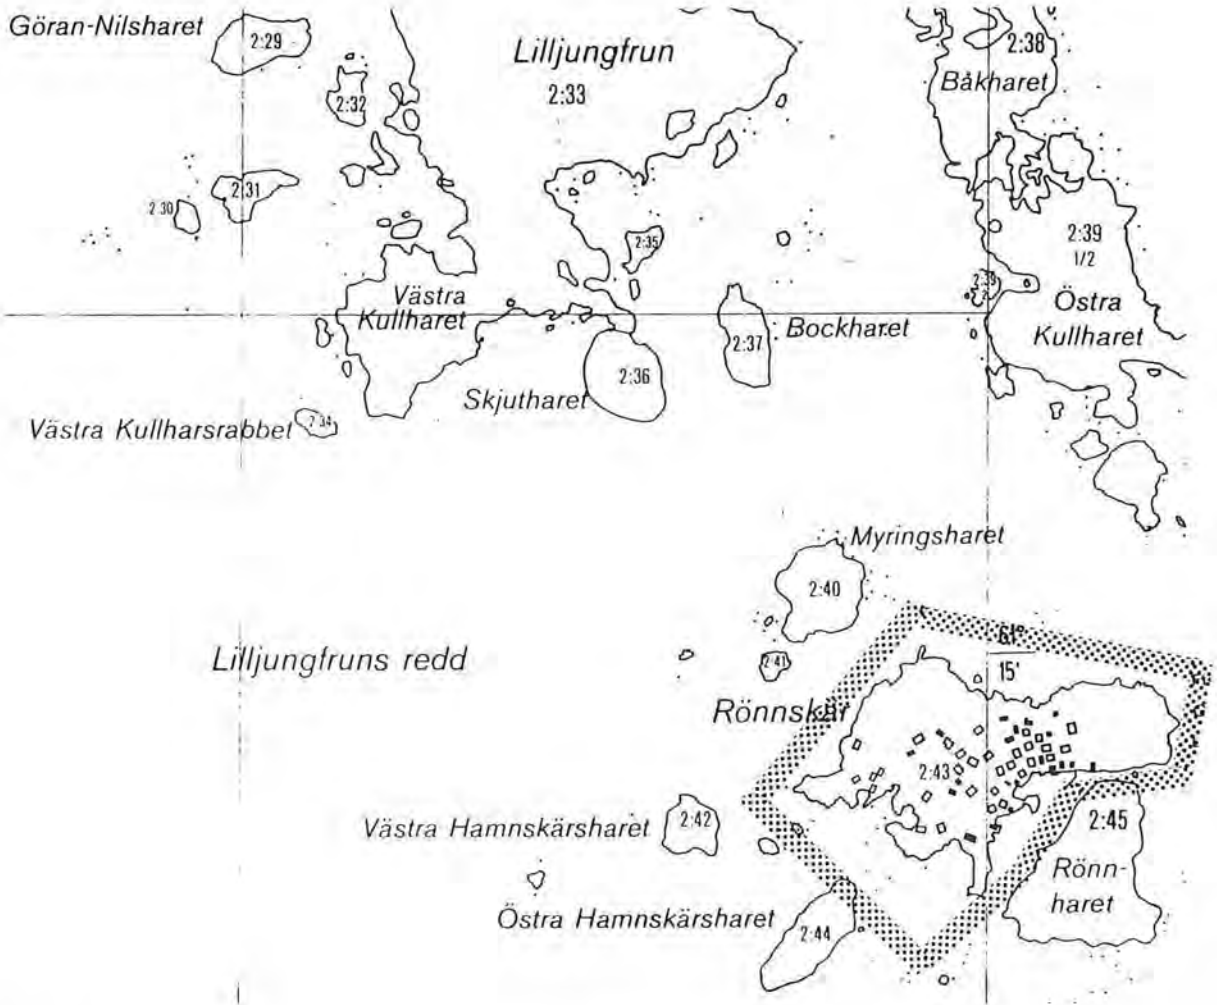 Göran-Nilsharet
2:29
2:32
Lilljungfrun
2:33
2:38
Båkharet
2:30
2:31
2:35
2:39
1/2
2:39
Västra
Kullharet
Östra
Kullharet
Bockharet
2:37
2:36
Skjutharet
2:34
Västra Kullharsrabbet
Myringsharet
2:40
61°
15'
2:41
Lilljungfruns redd
Rönnskär
2:43
2:42
Västra Hamnskärsharet
2:45
Rönn-
haret
Östra Hamnskärsharet
2:44